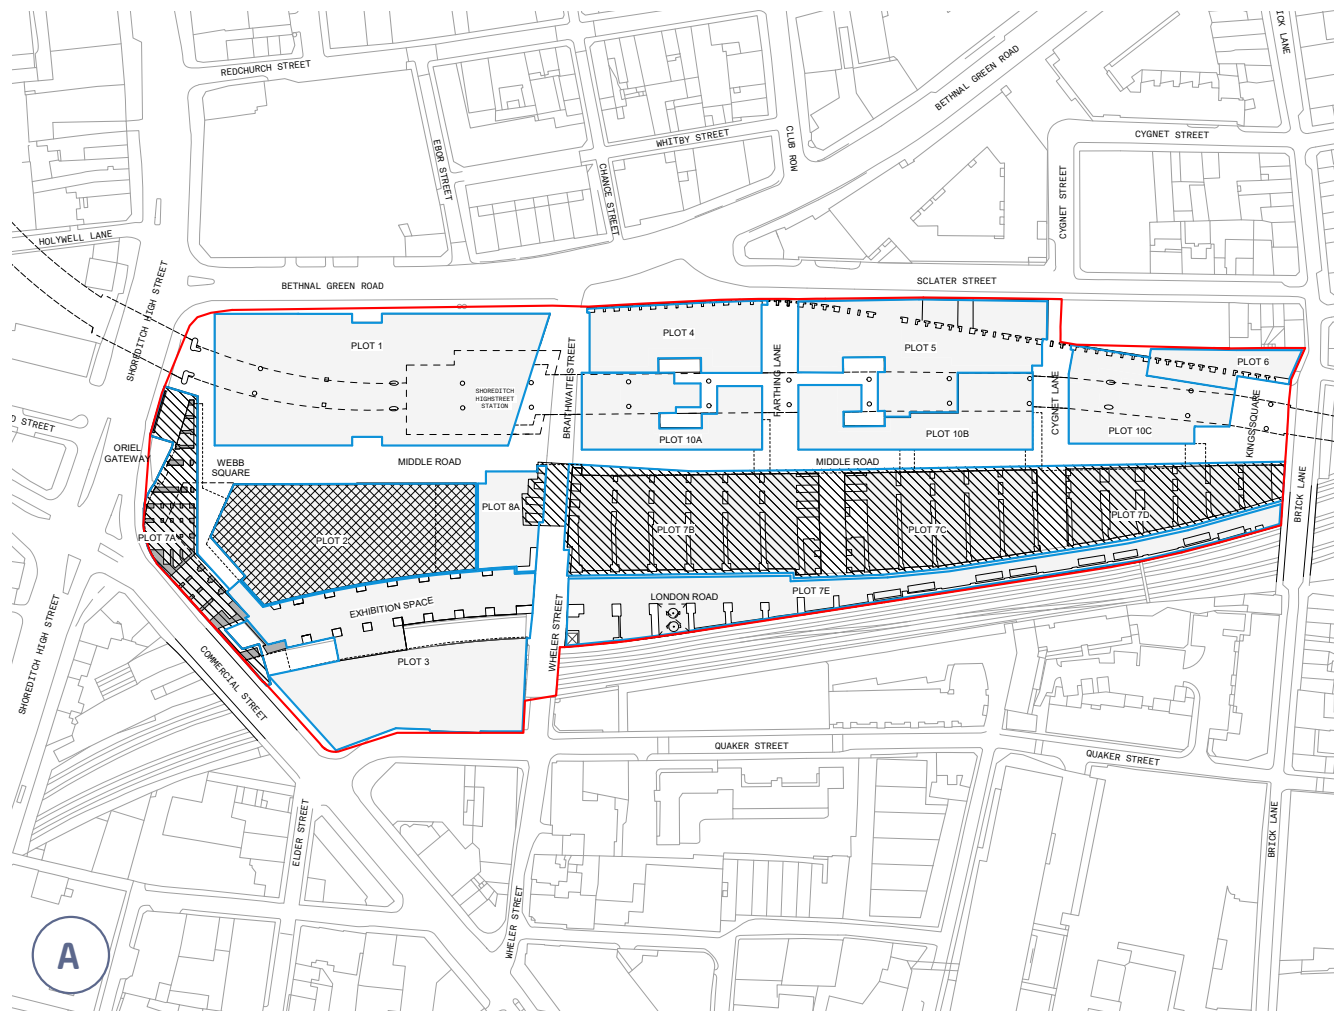 REDCHURCH STREET
BRICK LANE
BETHNAL GREEN ROAD
WHITBY STREET
CLUB ROW
CYGNET STREET
EBOR STREET
CHANCE STREET
CYGNET STREET
HOLYWELL LANE
SHOREDITCH HIGH STREET
BETHNAL GREEN ROAD
SCLATER STREET
PLOT 1
PLOT 4
PLOT 5
PLOT 6
BRAITHWAITE STREET
FARTHING LANE
CYGNET LANE
KINGS SQUARE
SHOREDITCH
HIGHSTREET
STATION
D STREET
ORIEL
GATEWAY
WEBB
SQUARE
MIDDLE ROAD
PLOT 10A
PLOT 10B
PLOT 10C
MIDDLE ROAD
BRICK LANE
PLOT 8A
PLOT 7A
PLOT 2
PLOT 7B
PLOT 7C
PLOT 7D
EXHIBITION SPACE
LONDON ROAD
PLOT 7E
WHELER STREET
PLOT 3
SHOREDITCH HIGH STREET
COMMERCIAL STREET
QUAKER STREET
QUAKER STREET
ELDER STREET
BRICK LANE
WHELER STREET
A